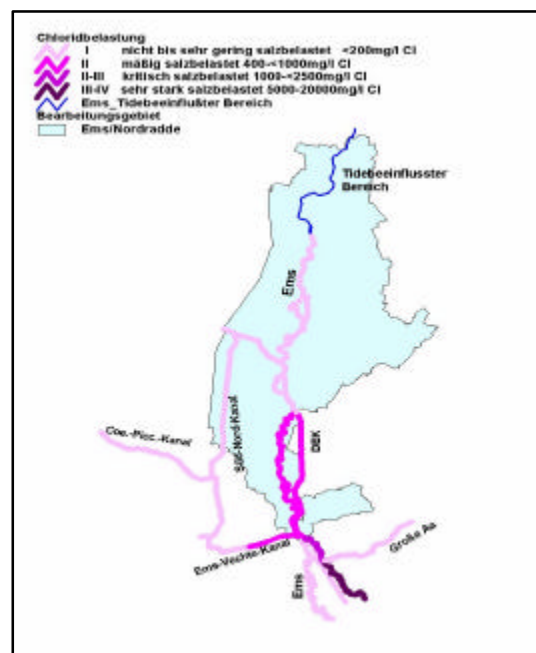 Chloridbelastung
I nicht bis sehr gering salzbelastet <200mg/l Cl
II mäßig salzbelastet 400-<1000mg/l Cl
II-III kritisch salzbelastet 1000-<2500mg/l Cl
III-IV sehr stark salzbelastet 5000-20000mg/l Cl
Ems_Tidebeeinflußter Bereich
Bearbeitungsgebiet
Ems/Nordradde
Tidebeeinflusster
Bereich
Ems
Süd-Nord-Kanal
Coe.-Picc.-Kanal
DEK
Ems-Vechte-Kanal
Große Aa
Ems